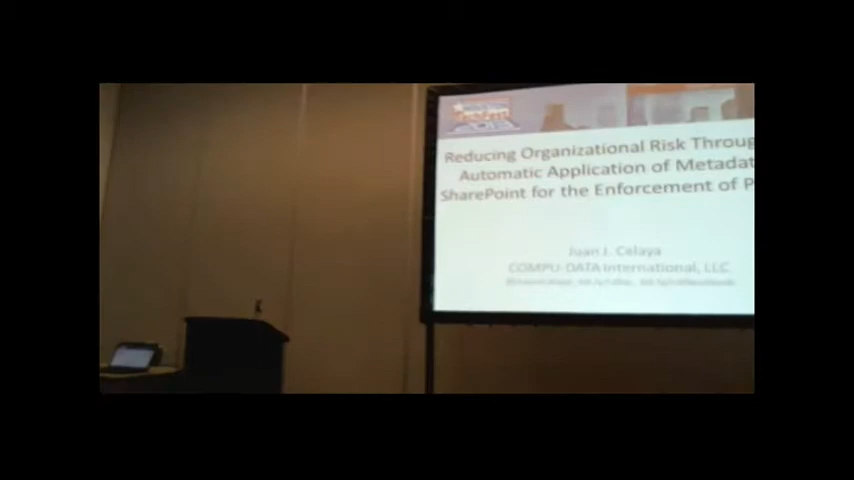 Reducing Organizational Risk Throug
Automatic Application of Metadat
SharePoint for the Enforcement of P
Juan J. Celaya
COMPU-DATA International, LLC